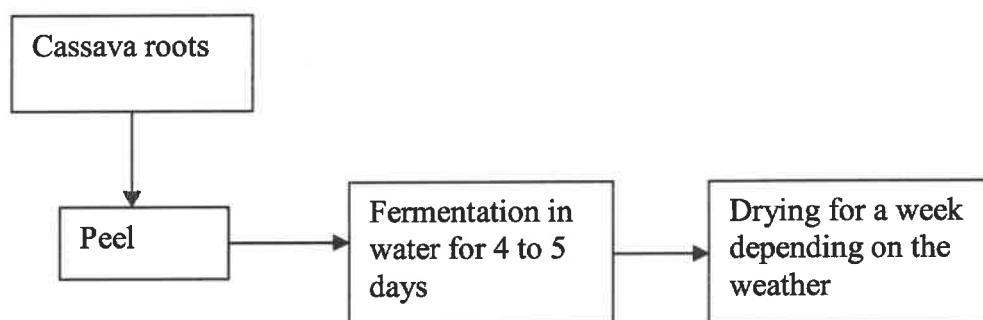 Cassava roots
Peel
Fermentation in
water for 4 to 5
days
Drying for a week
depending on the
weather